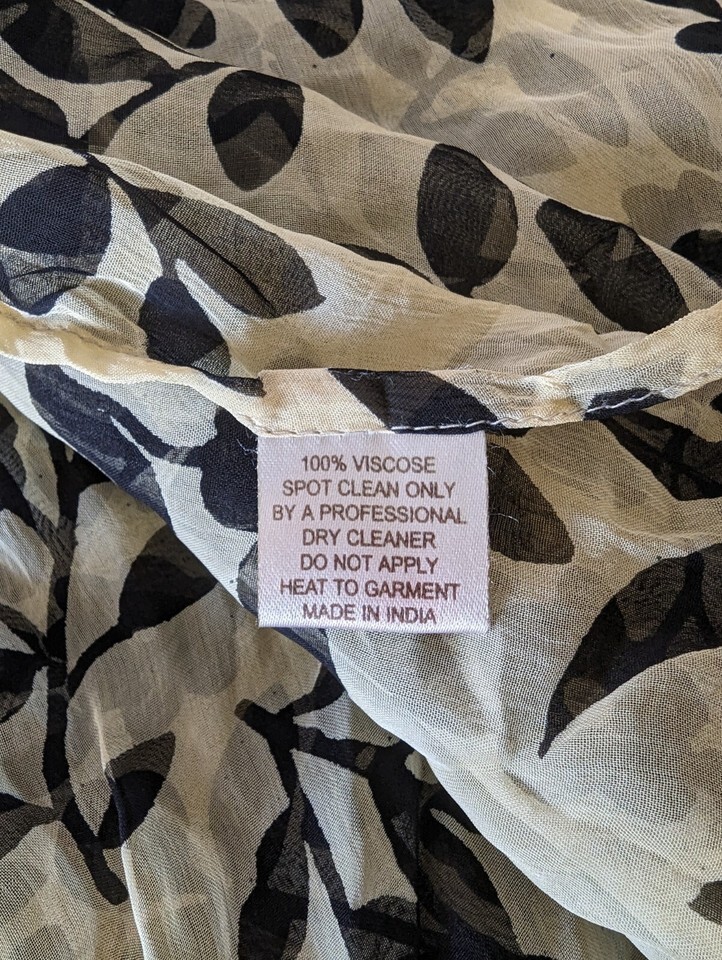 100% VISCOSE
SPOT CLEAN ONLY
BY A PROFESSIONAL
DRY CLEANER
DO NOT APPLY
HEAT TO GARMENT
MADE IN INDIA